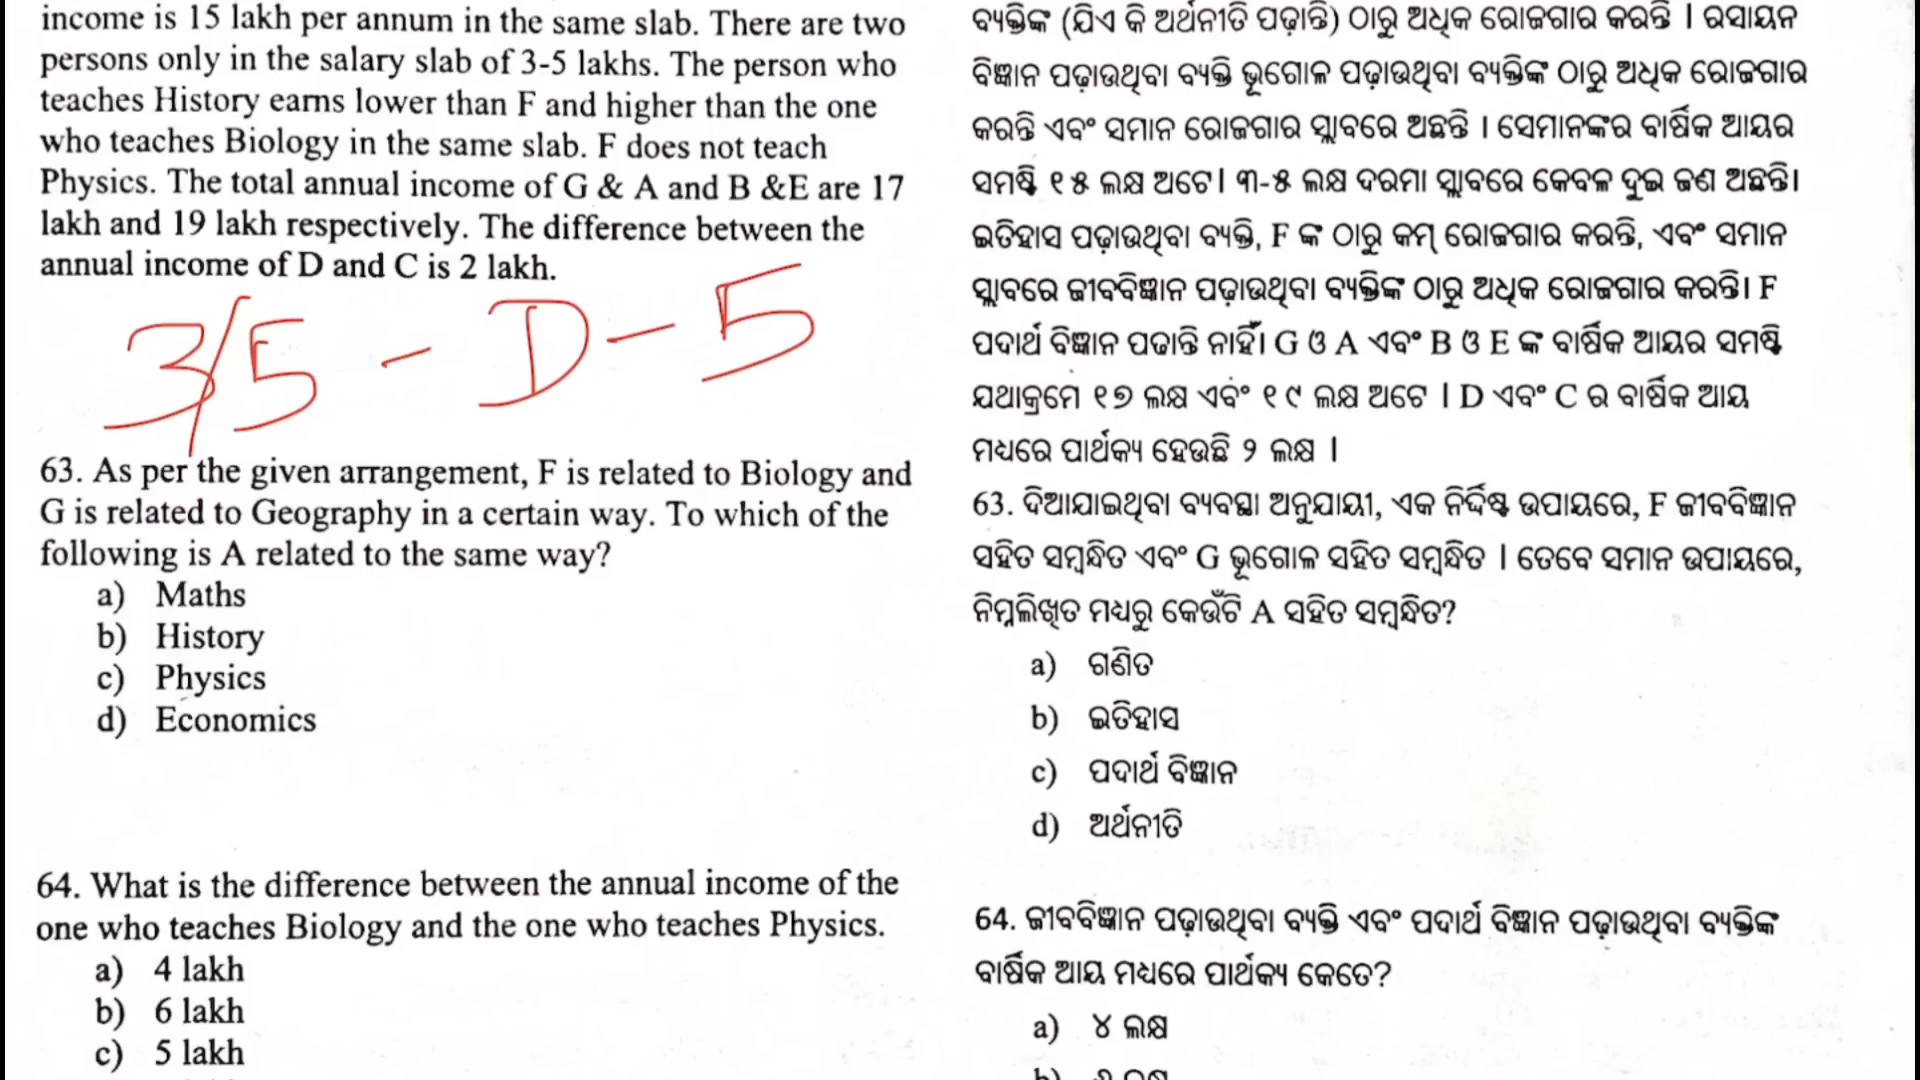 income is 15 lakh per annum in the same slab. There are two
persons only in the salary slab of 3-5 lakhs. The person who
teaches History earns lower than F and higher than the one
who teaches Biology in the same slab. F does not teach
Physics. The total annual income of G & A and B &E are 17
lakh and 19 lakh respectively. The difference between the
annual income of D and C is 2 lakh.
3/5 - D - 5
63. As per the given arrangement, F is related to Biology and
G is related to Geography in a certain way. To which of the
following is A related to the same way?
a) Maths
b) History
c) Physics
d) Economics
64. What is the difference between the annual income of the
one who teaches Biology and the one who teaches Physics.
a) 4 lakh
b) 6 lakh
c) 5 lakh
ବ୍ୟକ୍ତିଙ୍କ (ଯିଏ କି ଅର୍ଥନୀତି ପଢ଼ାନ୍ତି) ଠାରୁ ଅଧିକ ରୋଜଗାର କରନ୍ତି । ରସାୟନ
ବିଜ୍ଞାନ ପଢ଼ାଉଥିବା ବ୍ୟକ୍ତି ଭୂଗୋଳ ପଢ଼ାଉଥିବା ବ୍ୟକ୍ତିଙ୍କ ଠାରୁ ଅଧିକ ରୋଜଗାର
କରନ୍ତି ଏବଂ ସମାନ ରୋଜଗାର ସ୍ଲାବରେ ଅଛନ୍ତି । ସେମାନଙ୍କର ବାର୍ଷିକ ଆୟର
ସମଷ୍ଟି ୧୫ ଲକ୍ଷ ଅଟେ। ୩-୫ ଲକ୍ଷ ଦରମା ସ୍ଲାବରେ କେବଳ ଦୁଇ ଜଣ ଅଛନ୍ତି।
ଇତିହାସ ପଢ଼ାଉଥିବା ବ୍ୟକ୍ତି, F ଙ୍କ ଠାରୁ କମ୍ ରୋଜଗାର କରନ୍ତି, ଏବଂ ସମାନ
ସ୍ଲାବରେ ଜୀବବିଜ୍ଞାନ ପଢ଼ାଉଥିବା ବ୍ୟକ୍ତିଙ୍କ ଠାରୁ ଅଧିକ ରୋଜଗାର କରନ୍ତି। F
ପଦାର୍ଥ ବିଜ୍ଞାନ ପଢାନ୍ତି ନାହିଁ। G ଓ A ଏବଂ B ଓ E ଙ୍କ ବାର୍ଷିକ ଆୟର ସମଷ୍ଟି
ଯଥାକ୍ରମେ ୧୭ ଲକ୍ଷ ଏବଂ ୧୯ ଲକ୍ଷ ଅଟେ । D ଏବଂ C ର ବାର୍ଷିକ ଆୟ
ମଧ୍ୟରେ ପାର୍ଥକ୍ୟ ହେଉଛି ୨ ଲକ୍ଷ ।
63. ଦିଆଯାଇଥିବା ବ୍ୟବସ୍ଥା ଅନୁଯାୟୀ, ଏକ ନିର୍ଦ୍ଦିଷ୍ଟ ଉପାୟରେ, F ଜୀବବିଜ୍ଞାନ
ସହିତ ସମ୍ବନ୍ଧିତ ଏବଂ G ଭୂଗୋଳ ସହିତ ସମ୍ବନ୍ଧିତ । ତେବେ ସମାନ ଉପାୟରେ,
ନିମ୍ନଲିଖିତ ମଧ୍ୟରୁ କେଉଁଟି A ସହିତ ସମ୍ବନ୍ଧିତ?
a) ଗଣିତ
b) ଇତିହାସ
c) ପଦାର୍ଥ ବିଜ୍ଞାନ
d) ଅର୍ଥନୀତି
64. ଜୀବବିଜ୍ଞାନ ପଢ଼ାଉଥିବା ବ୍ୟକ୍ତି ଏବଂ ପଦାର୍ଥ ବିଜ୍ଞାନ ପଢ଼ାଉଥିବା ବ୍ୟକ୍ତିଙ୍କ
ବାର୍ଷିକ ଆୟ ମଧ୍ୟରେ ପାର୍ଥକ୍ୟ କେତେ?
a) ୪ ଲକ୍ଷ